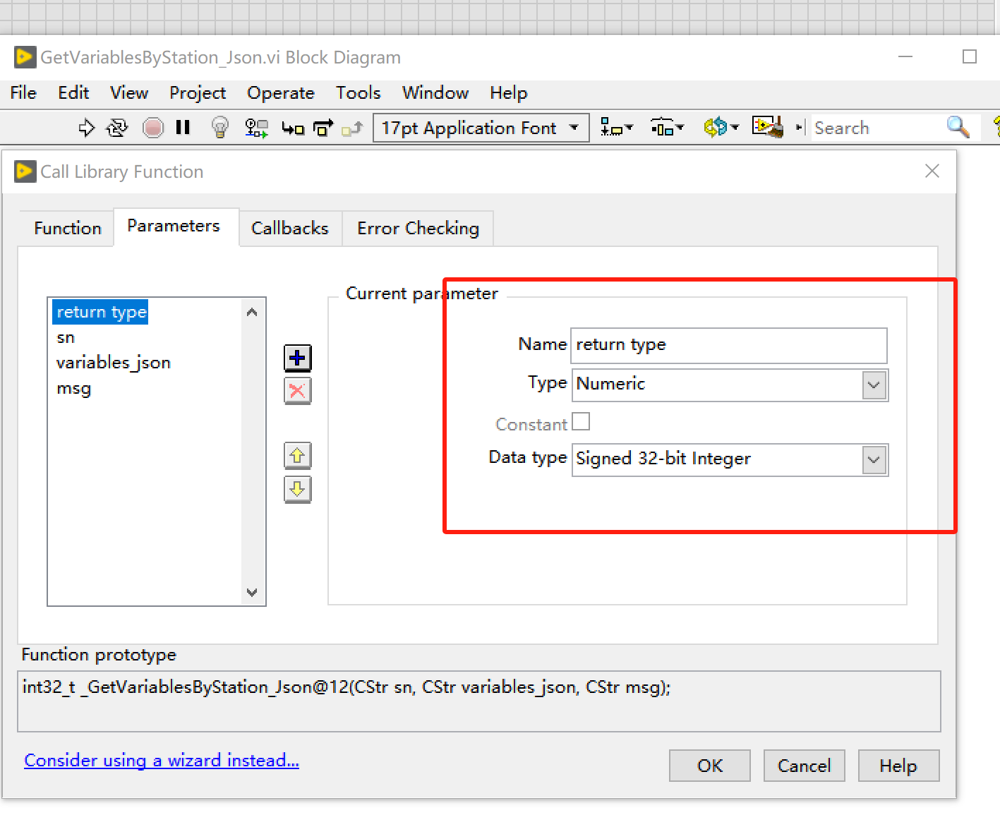 GetVariablesByStation_Json.vi Block Diagram
File Edit View Project Operate Tools Window Help
17pt Application Font
Search
Call Library Function
Function Parameters Callbacks Error Checking
return type
sn
variables_json
msg
Current parameter
Name return type
Type Numeric
Constant
Data type Signed 32-bit Integer
Function prototype
int32_t _GetVariablesByStation_Json@12(CStr sn, CStr variables_json, CStr msg);
Consider using a wizard instead...
OK Cancel Help